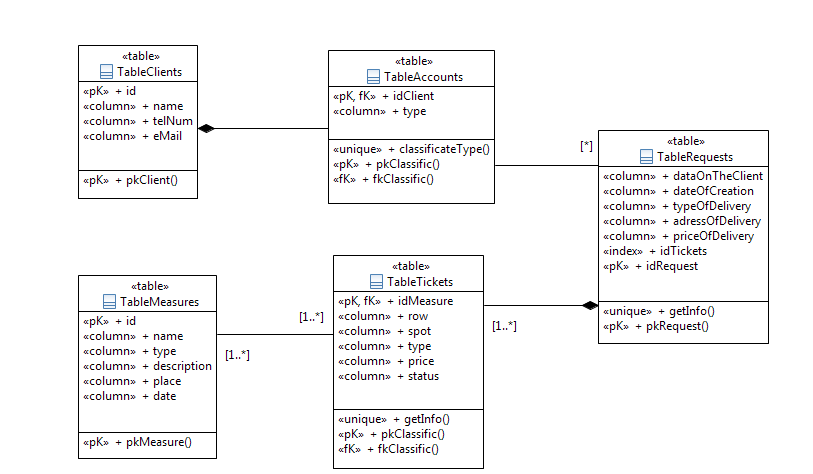 «table»
TableClients
«pK» + id
«column» + name
«column» + telNum
«column» + eMail
«pK» + pkClient()
«table»
TableAccounts
«pK, fK» + idClient
«column» + type
«unique» + classificateType()
«pK» + pkClassific()
«fK» + fkClassific()
[*]
«table»
TableRequests
«column» + dataOnTheClient
«column» + dateOfCreation
«column» + typeOfDelivery
«column» + adressOfDelivery
«column» + priceOfDelivery
«index» + idTickets
«pK» + idRequest
«unique» + getInfo()
«pK» + pkRequest()
«table»
TableMeasures
«pK» + id
«column» + name
«column» + type
«column» + description
«column» + place
«column» + date
«pK» + pkMeasure()
[1..*]
[1..*]
«table»
TableTickets
«pK, fK» + idMeasure
«column» + row
«column» + spot
«column» + type
«column» + price
«column» + status
«unique» + getInfo()
«pK» + pkClassific()
«fK» + fkClassific()
[1..*]